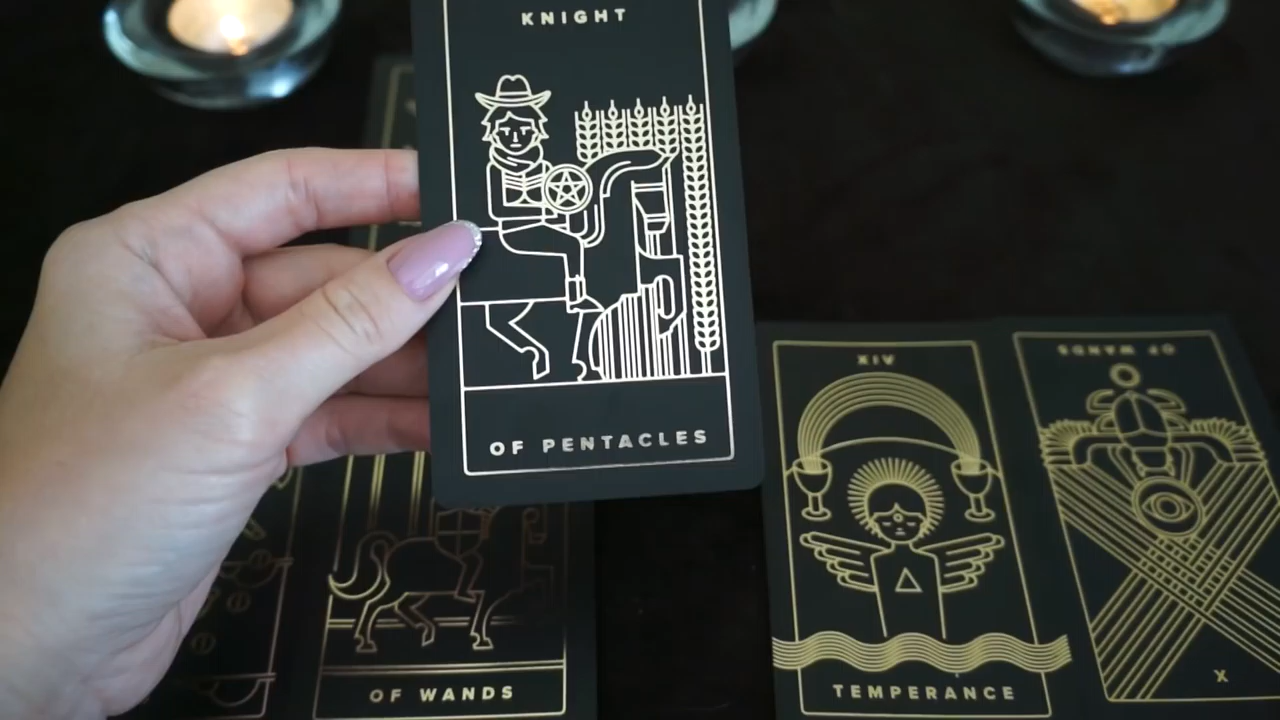 KNIGHT
OF PENTACLES
OF WANDS
XIV
TEMPERANCE
OF WANDS
X